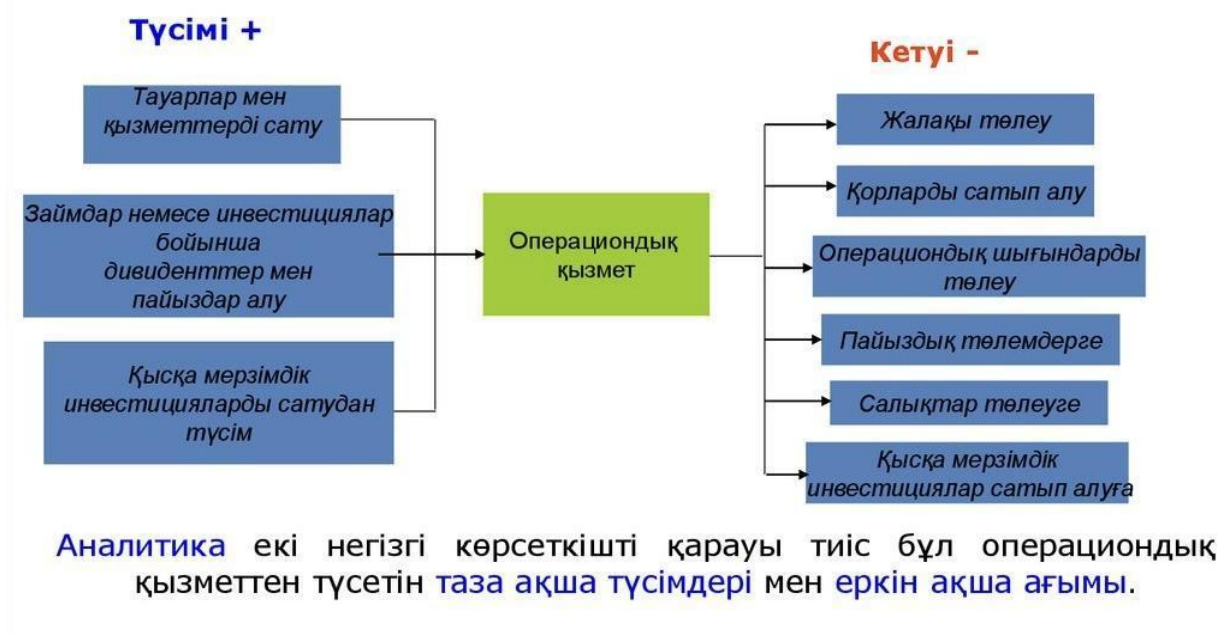 Түсімі +
Кетуі -
Тауарлар мен
қызметтерді сату
Займдар немесе инвестициялар
бойынша
дивиденттер мен
пайыздар алу
Қысқа мерзімдік
инвестицияларды сатудан
түсім
Операциондық
қызмет
Жалақы төлеу
Қорларды сатып алу
Операциондық шығындарды
төлеу
Пайыздық төлемдерге
Салықтар төлеуге
Қысқа мерзімдік
инвестициялар сатып алуға
Аналитика екі негізгі көрсеткішті қарауы тиіс бұл операциондық
қызметтен түсетін таза ақша түсімдері мен еркін ақша ағымы.